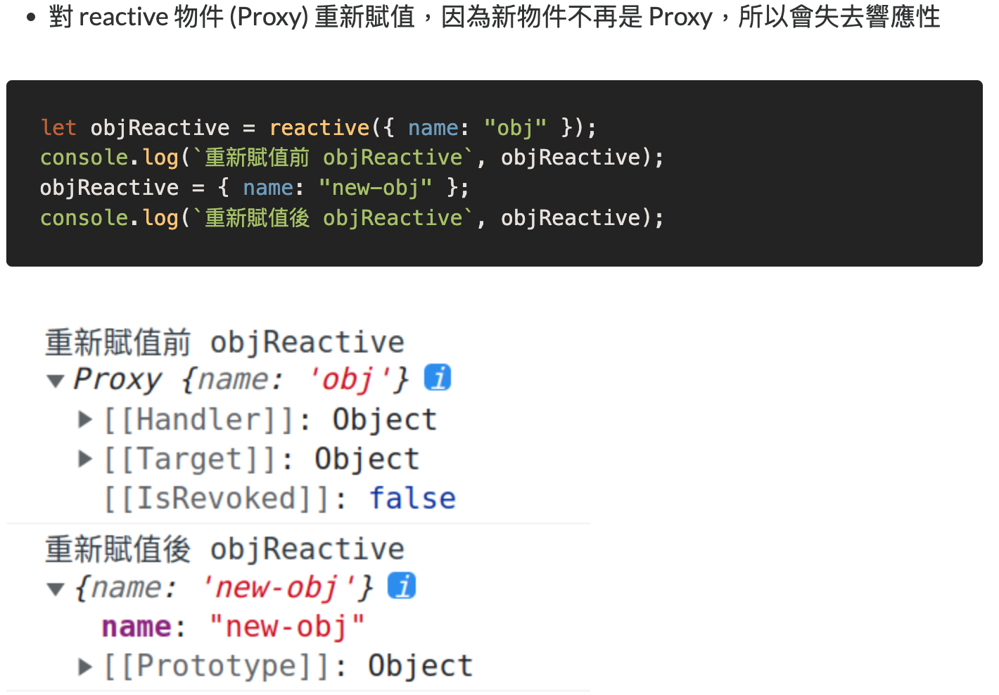 • 對 reactive 物件 (Proxy) 重新賦值，因為新物件不再是 Proxy，所以會失去響應性
let objReactive = reactive({ name: "obj" });
console.log(`重新賦值前 objReactive`, objReactive);
objReactive = { name: "new-obj" };
console.log(`重新賦值後 objReactive`, objReactive);
重新賦值前 objReactive
▼ Proxy {name: 'obj'} i
▶ [[Handler]]: Object
▶ [[Target]]: Object
[[IsRevoked]]: false
重新賦值後 objReactive
▼ {name: 'new-obj'} i
name: "new-obj"
▶ [[Prototype]]: Object